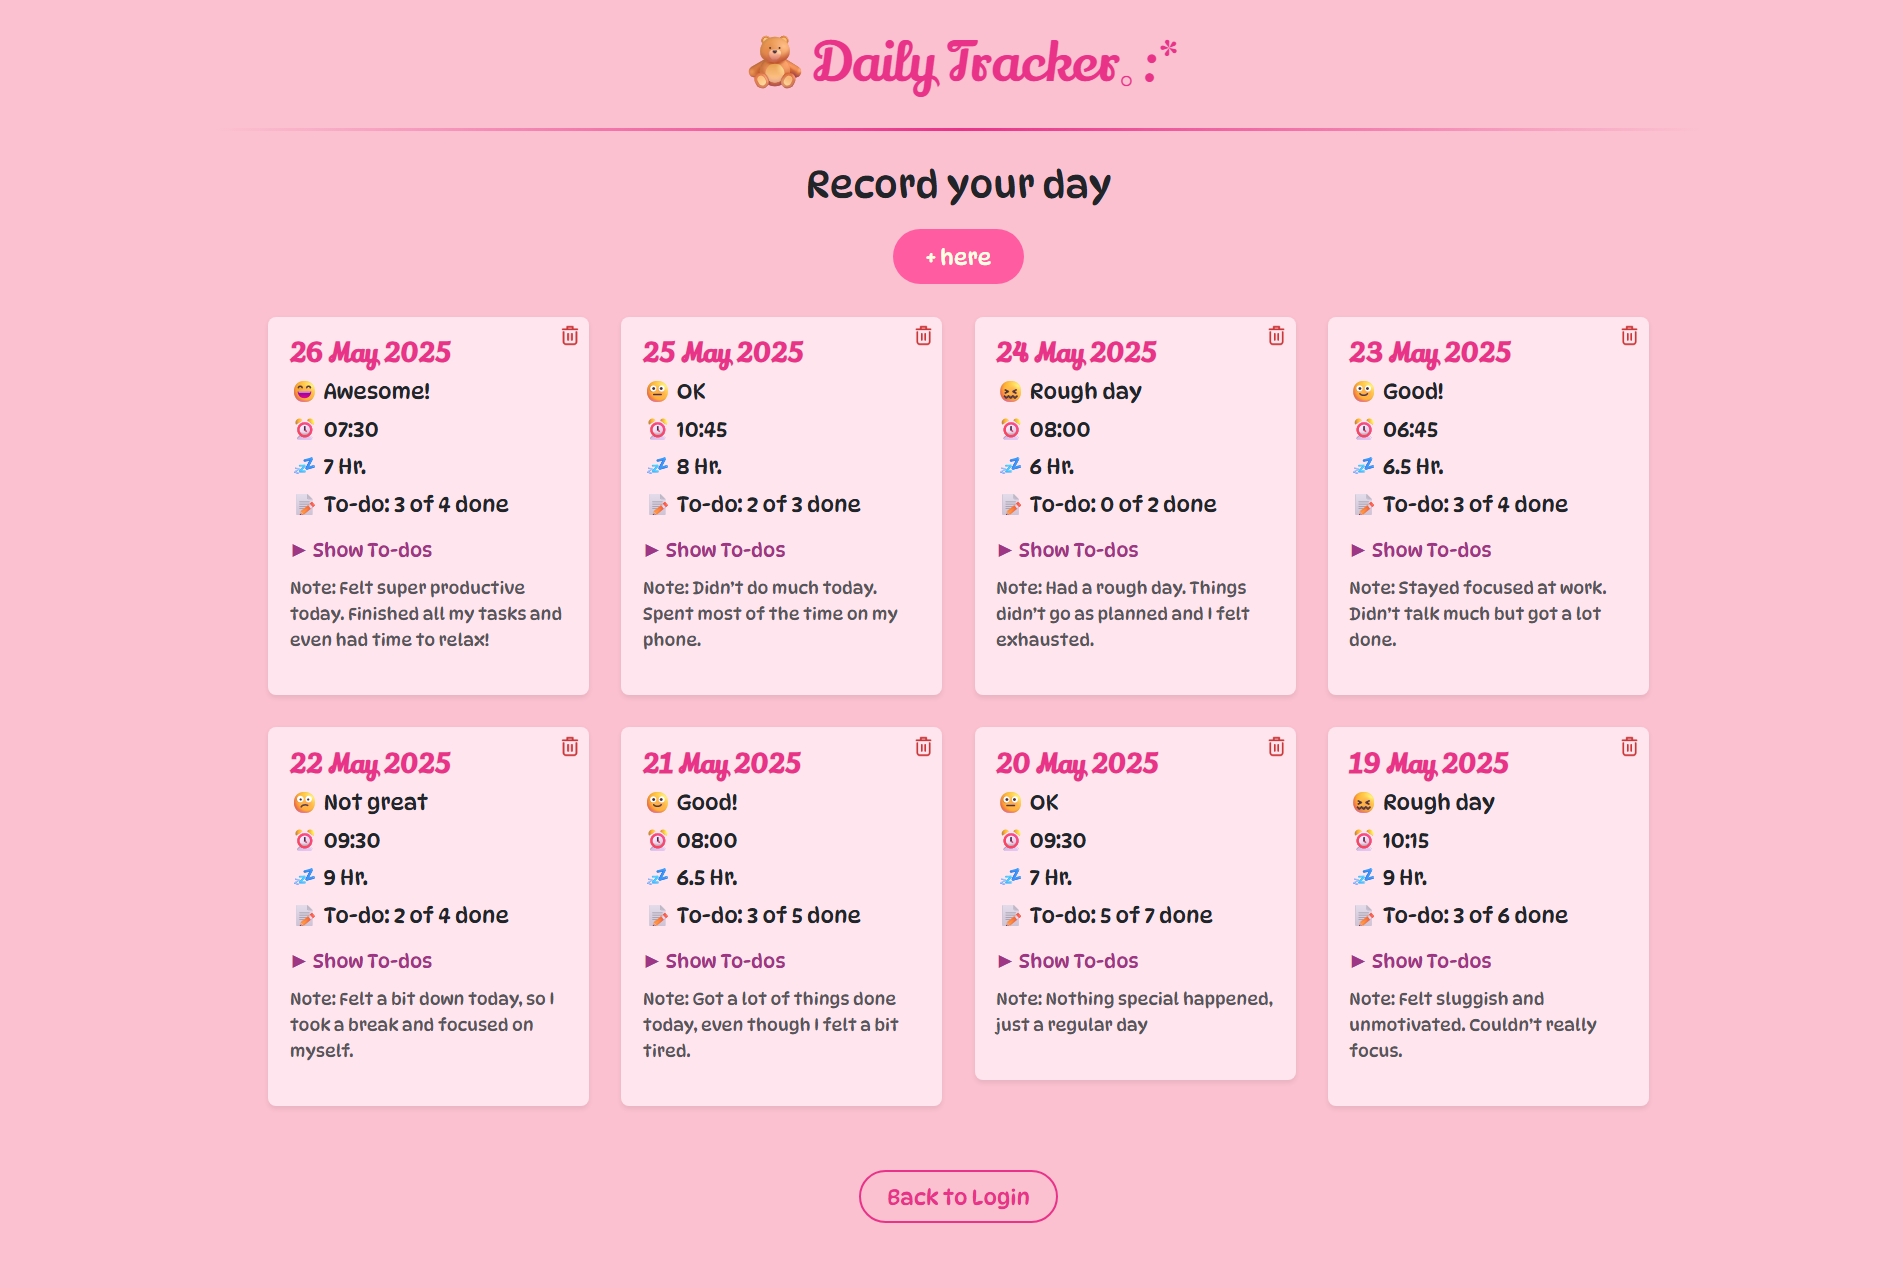 🧸 Daily Tracker。:*
Record your day
+ here
26 May 2025
😄 Awesome!
⏰ 07:30
💤 7 Hr.
📝 To-do: 3 of 4 done
▶ Show To-dos
Note: Felt super productive
today. Finished all my tasks and
even had time to relax!
25 May 2025
😐 OK
⏰ 10:45
💤 8 Hr.
📝 To-do: 2 of 3 done
▶ Show To-dos
Note: Didn't do much today.
Spent most of the time on my
phone.
24 May 2025
😖 Rough day
⏰ 08:00
💤 6 Hr.
📝 To-do: 0 of 2 done
▶ Show To-dos
Note: Had a rough day. Things
didn't go as planned and I felt
exhausted.
23 May 2025
🙂 Good!
⏰ 06:45
💤 6.5 Hr.
📝 To-do: 3 of 4 done
▶ Show To-dos
Note: Stayed focused at work.
Didn't talk much but got a lot
done.
22 May 2025
🙁 Not great
⏰ 09:30
💤 9 Hr.
📝 To-do: 2 of 4 done
▶ Show To-dos
Note: Felt a bit down today, so I
took a break and focused on
myself.
21 May 2025
🙂 Good!
⏰ 08:00
💤 6.5 Hr.
📝 To-do: 3 of 5 done
▶ Show To-dos
Note: Got a lot of things done
today, even though I felt a bit
tired.
20 May 2025
😐 OK
⏰ 09:30
💤 7 Hr.
📝 To-do: 5 of 7 done
▶ Show To-dos
Note: Nothing special happened,
just a regular day
19 May 2025
😖 Rough day
⏰ 10:15
💤 9 Hr.
📝 To-do: 3 of 6 done
▶ Show To-dos
Note: Felt sluggish and
unmotivated. Couldn't really
focus.
Back to Login